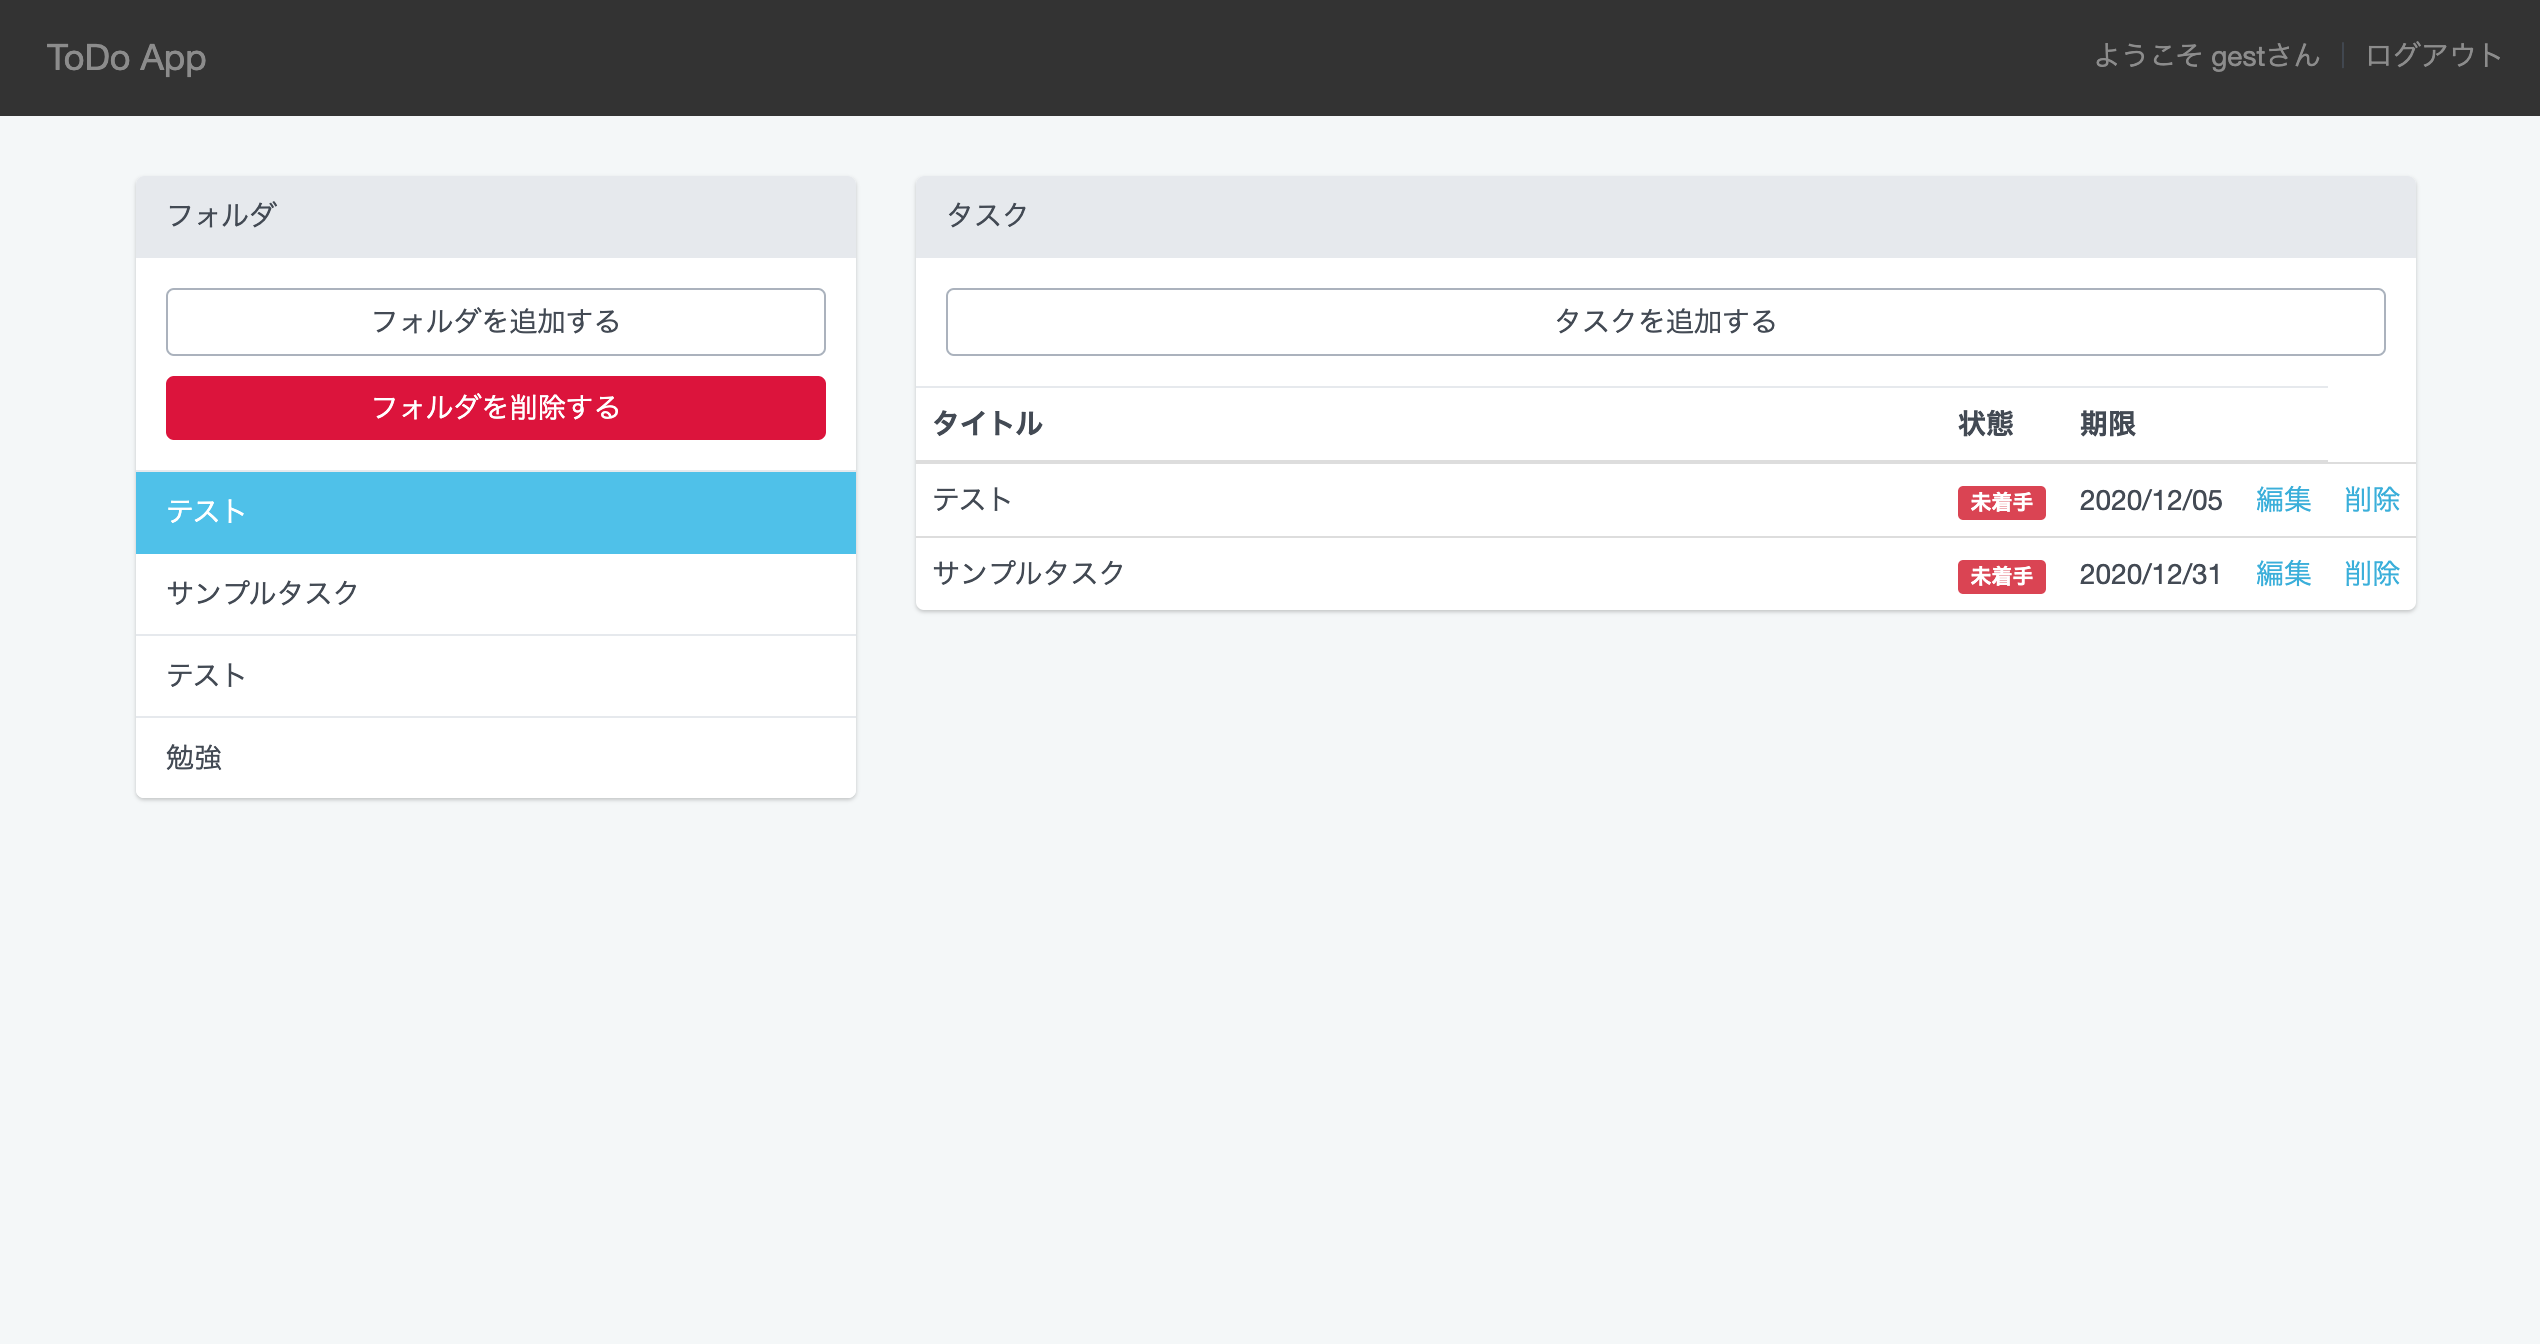 ToDo App
ようこそ gestさん | ログアウト
フォルダ
フォルダを追加する
フォルダを削除する
テスト
サンプルタスク
テスト
勉強
タスク
タスクを追加する
タイトル 状態 期限
テスト 未着手 2020/12/05 編集 削除
サンプルタスク 未着手 2020/12/31 編集 削除